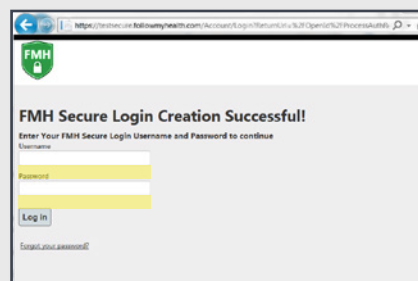 https://testsecure.followmyhealth.com/Account/Login?ReturnUrl=%2FOpenId%2FProcessAuth
FMH
FMH Secure Login Creation Successful!
Enter Your FMH Secure Login Username and Password to continue
Username
Password
Log in
Forgot your password?